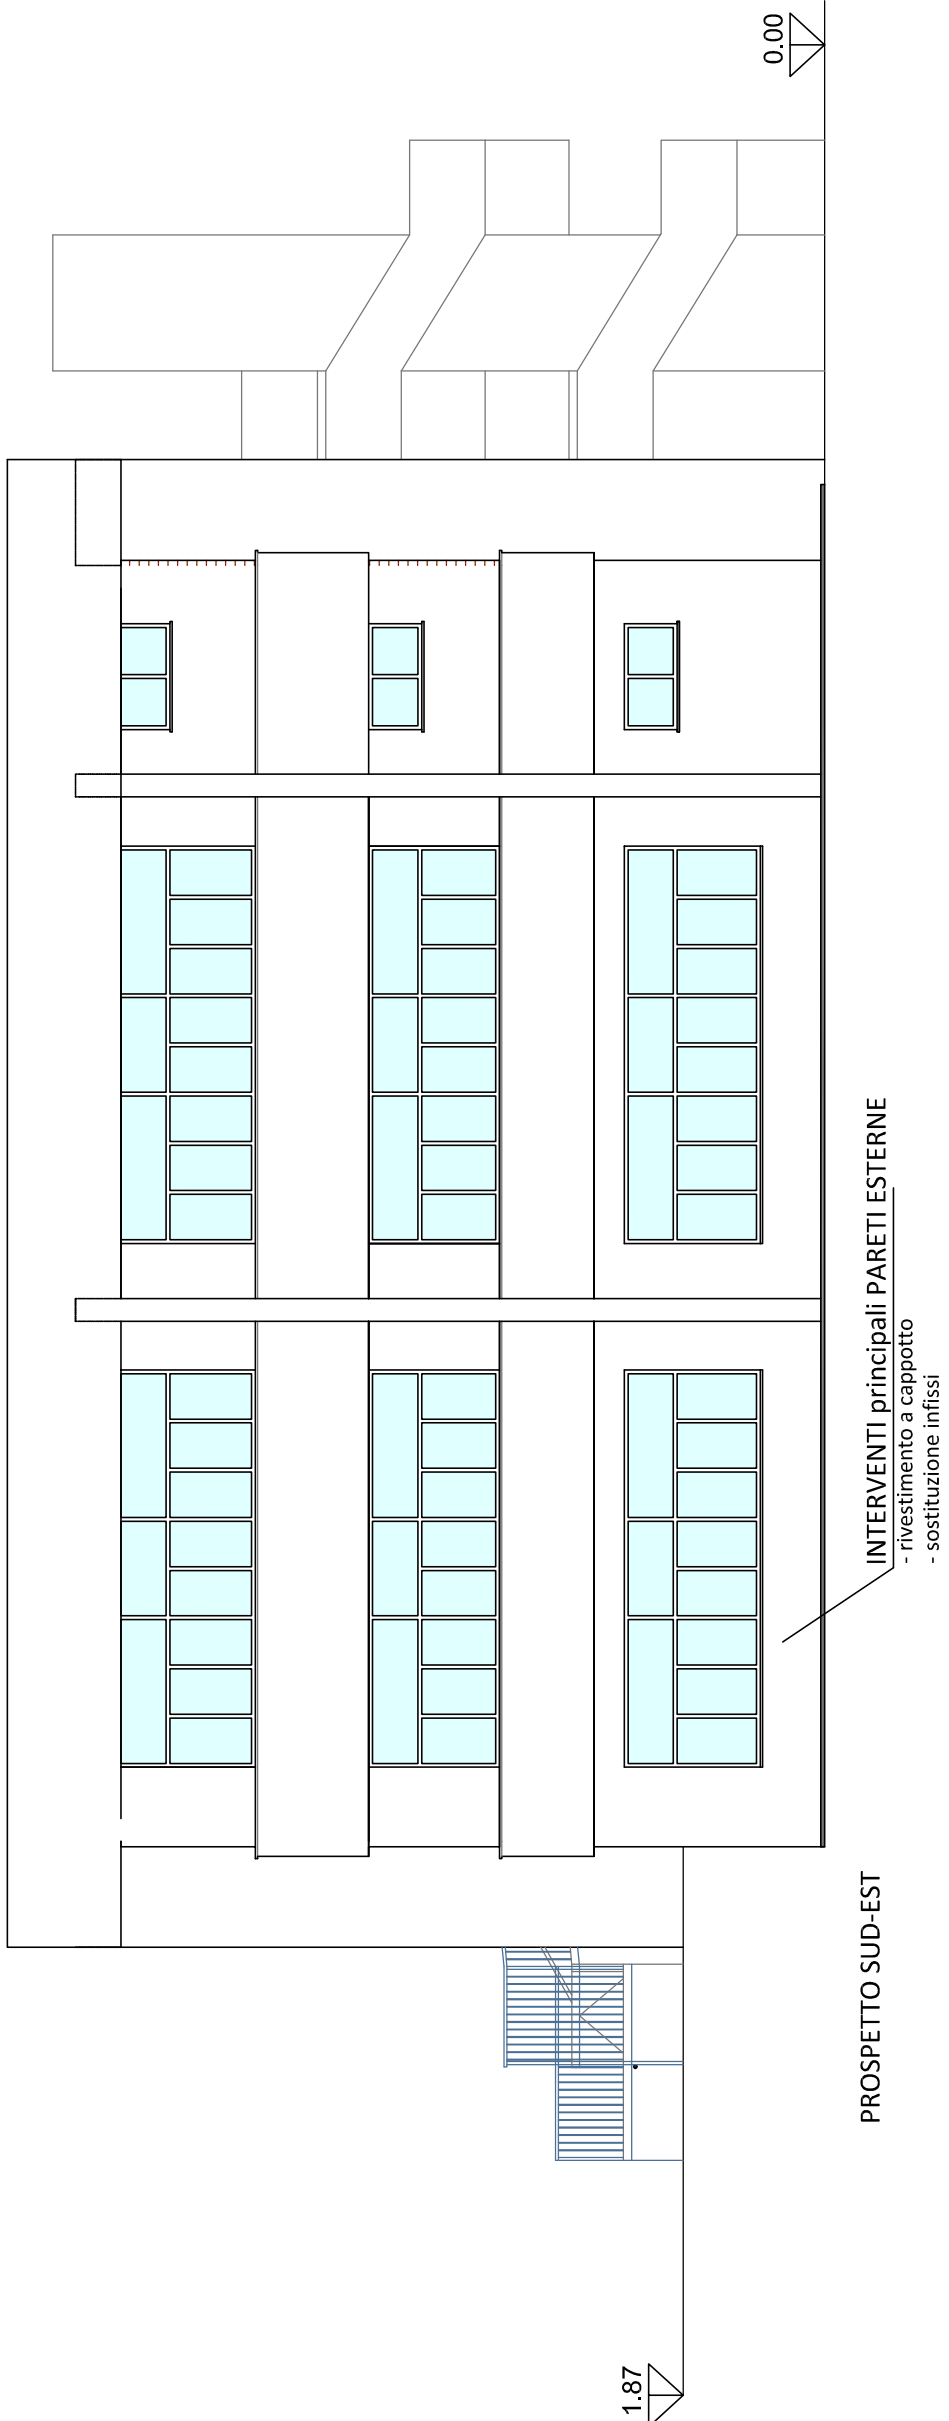 1.87
0.00
PROSPETTO SUD-EST
INTERVENTI principali PARETI ESTERNE
- rivestimento a cappotto
- sostituzione infissi